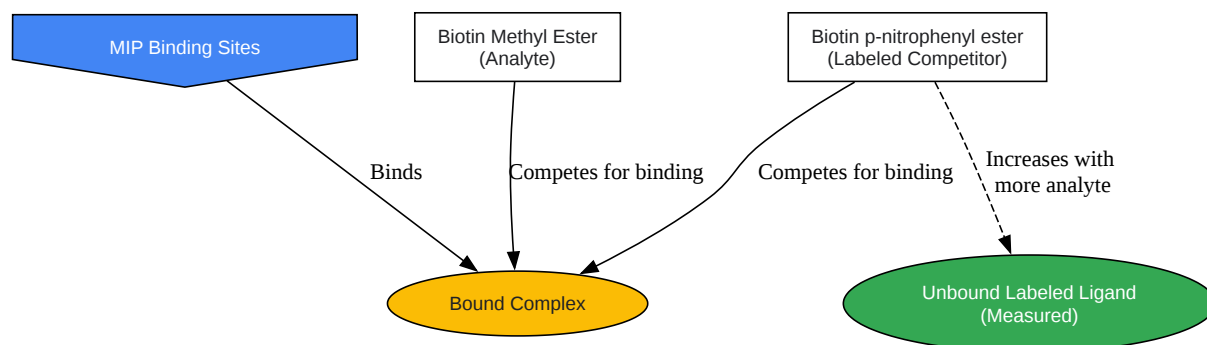 MIP Binding Sites
Biotin Methyl Ester
(Analyte)
Biotin p-nitrophenyl ester
(Labeled Competitor)
Binds
Competes for binding
Competes for binding
Increases with
more analyte
Bound Complex
Unbound Labeled Ligand
(Measured)